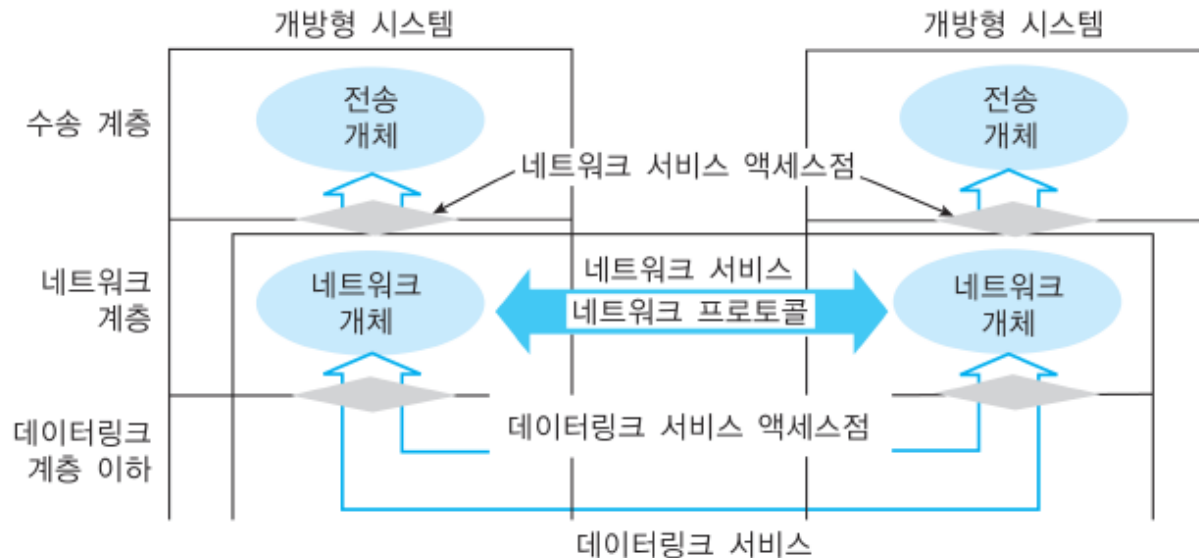 개방형 시스템
개방형 시스템
수송 계층
전송
개체
전송
개체
네트워크 서비스 액세스점
네트워크
계층
네트워크
개체
네트워크 서비스
네트워크 프로토콜
네트워크
개체
데이터링크
계층 이하
데이터링크 서비스 액세스점
데이터링크 서비스